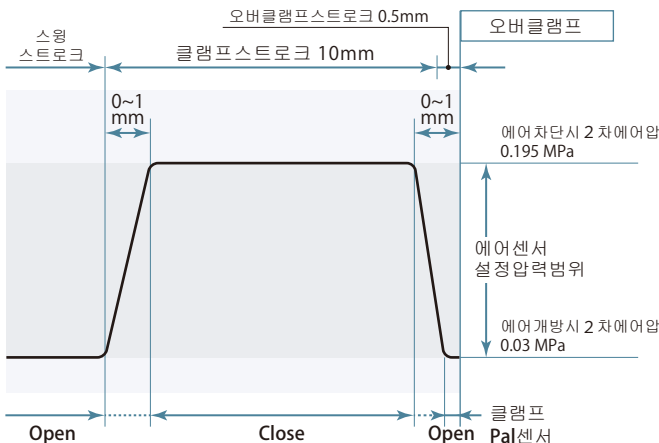 오버클램프스트로크 0.5mm
오버클램프
스윙
스트로크
클램프스트로크 10mm
0~1
mm
0~1
mm
에어차단시 2 차에어압
0.195 MPa
에어센서
설정압력범위
에어개방시 2 차에어압
0.03 MPa
Open
Close
Open
클램프
Pal센서